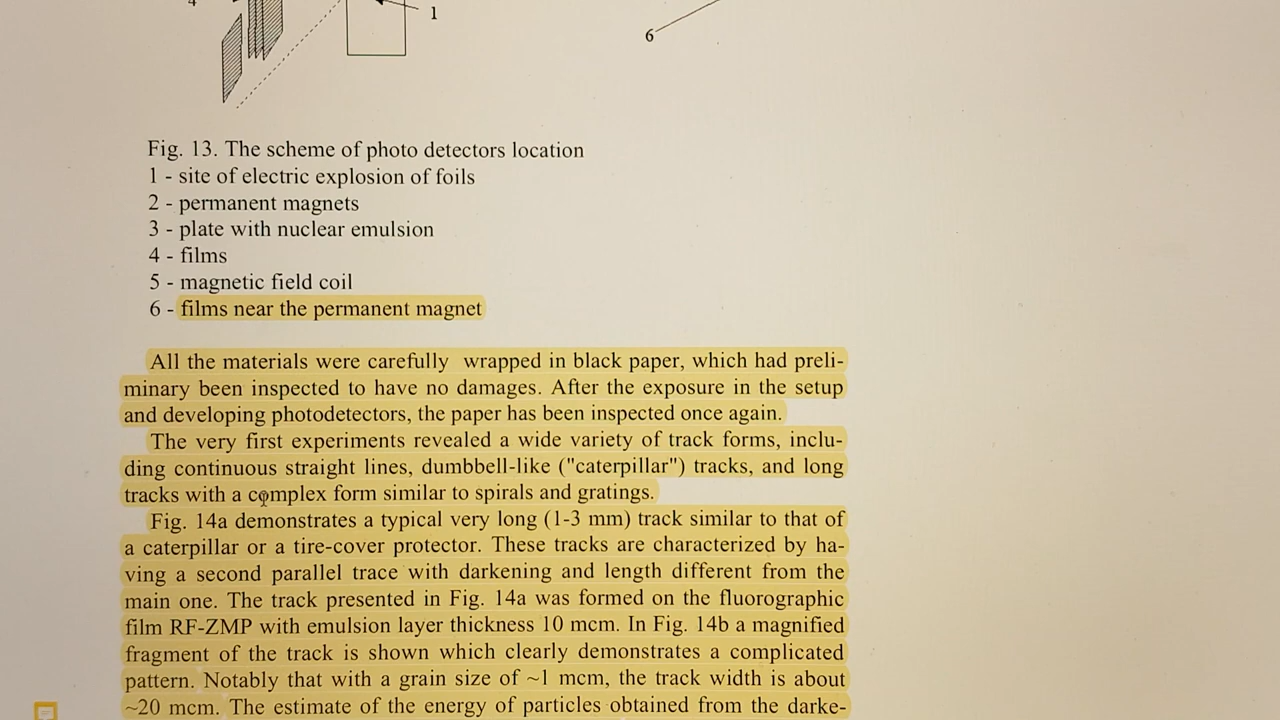 4
1
6
Fig. 13. The scheme of photo detectors location
1 - site of electric explosion of foils
2 - permanent magnets
3 - plate with nuclear emulsion
4 - films
5 - magnetic field coil
6 - films near the permanent magnet
All the materials were carefully wrapped in black paper, which had preli-
minary been inspected to have no damages. After the exposure in the setup
and developing photodetectors, the paper has been inspected once again.
The very first experiments revealed a wide variety of track forms, inclu-
ding continuous straight lines, dumbbell-like ("caterpillar") tracks, and long
tracks with a complex form similar to spirals and gratings.
Fig. 14a demonstrates a typical very long (1-3 mm) track similar to that of
a caterpillar or a tire-cover protector. These tracks are characterized by ha-
ving a second parallel trace with darkening and length different from the
main one. The track presented in Fig. 14a was formed on the fluorographic
film RF-ZMP with emulsion layer thickness 10 mcm. In Fig. 14b a magnified
fragment of the track is shown which clearly demonstrates a complicated
pattern. Notably that with a grain size of ~1 mcm, the track width is about
~20 mcm. The estimate of the energy of particles obtained from the darke-